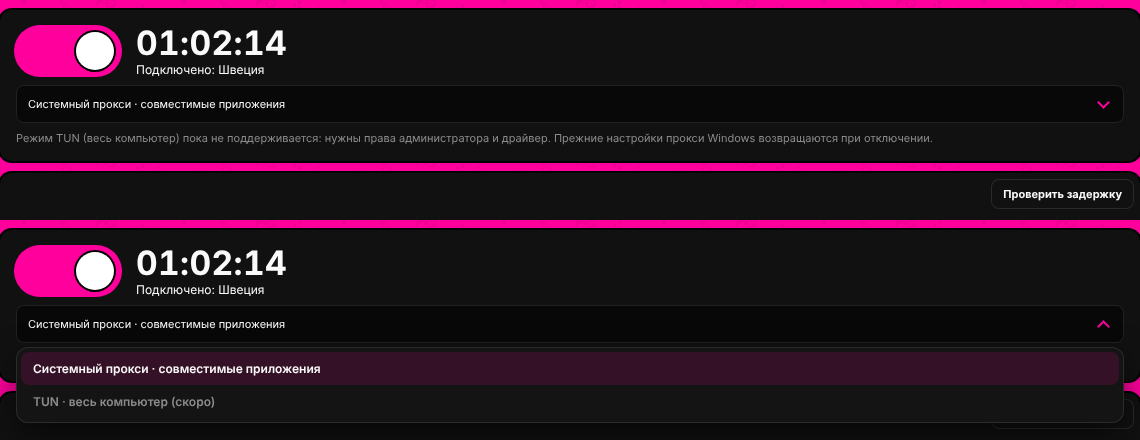 01:02:14
Подключено: Швеция
Системный прокси · совместимые приложения
Режим TUN (весь компьютер) пока не поддерживается: нужны права администратора и драйвер. Прежние настройки прокси Windows возвращаются при отключении.
Проверить задержку
01:02:14
Подключено: Швеция
Системный прокси · совместимые приложения
Системный прокси · совместимые приложения
TUN · весь компьютер (скоро)